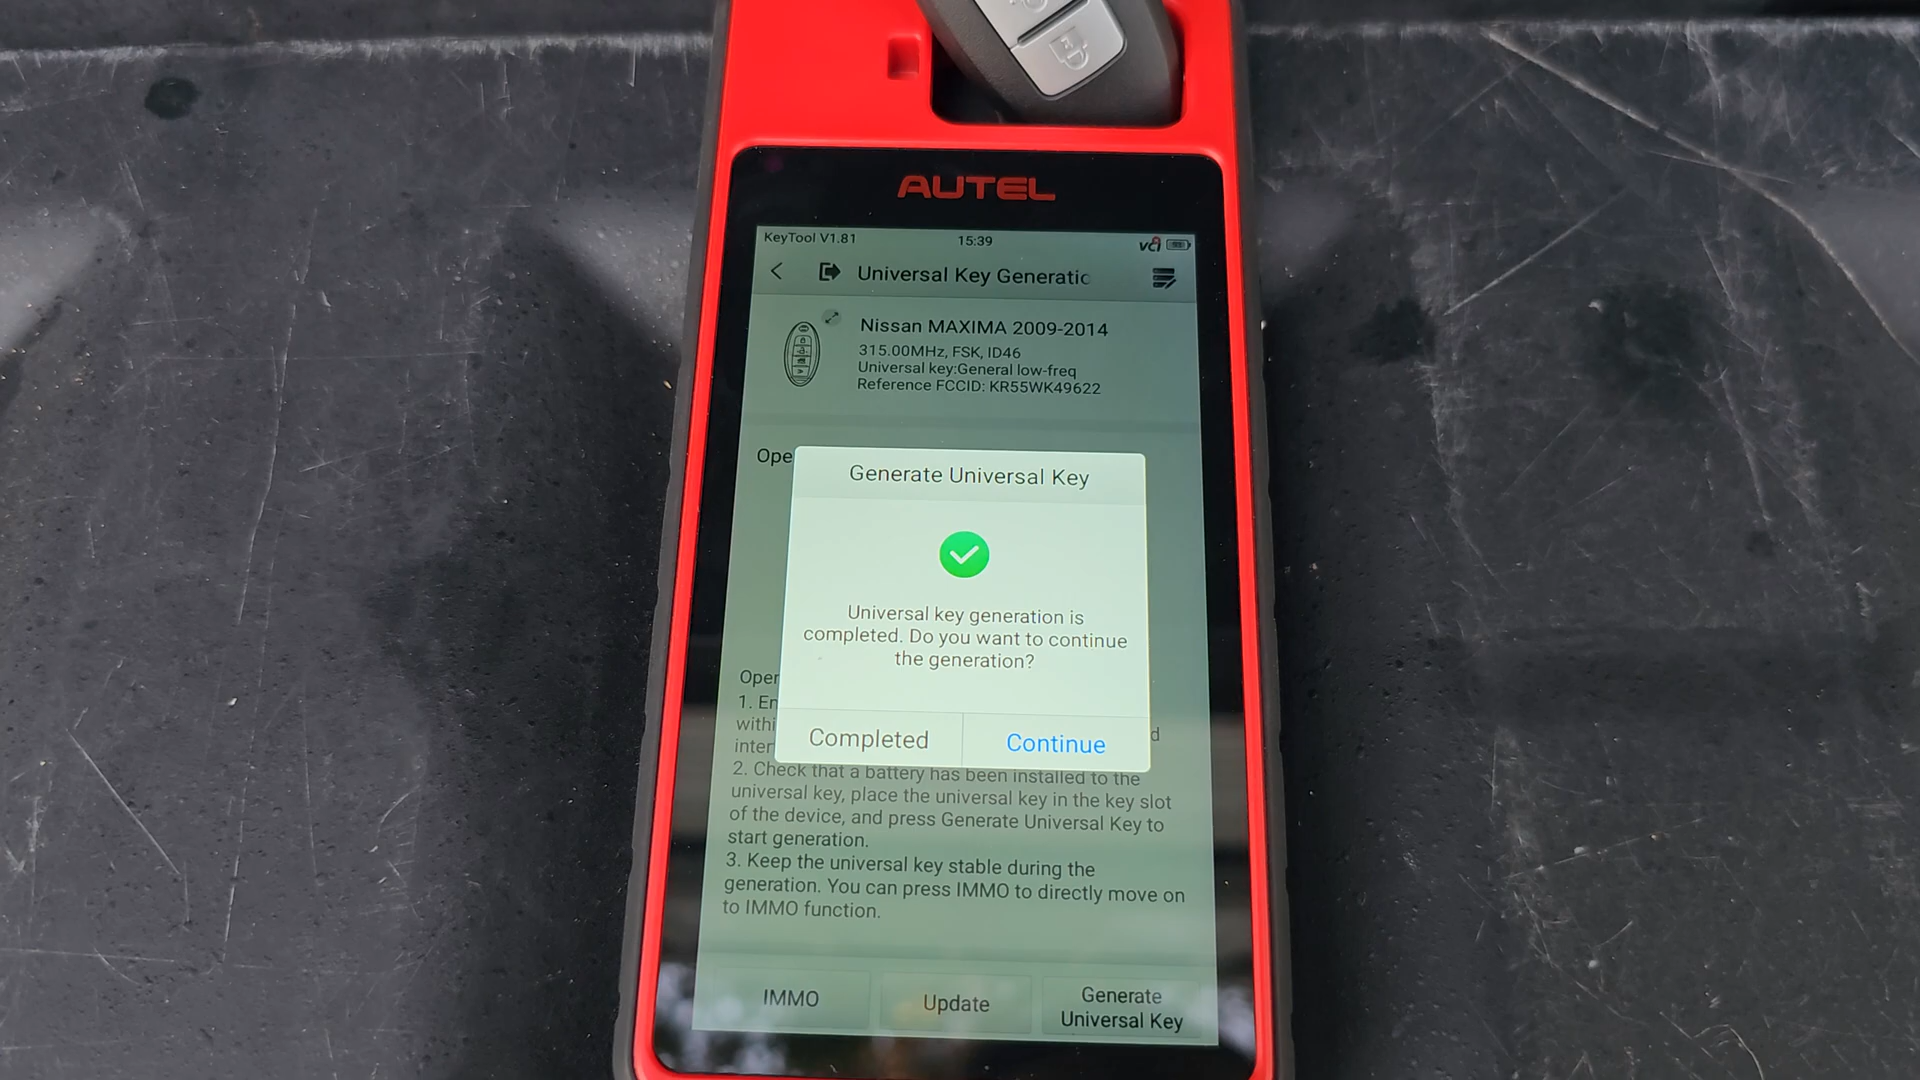 AUTEL
KeyTool V1.81
15:39
VCI
Universal Key Generatic
Nissan MAXIMA 2009-2014
315.00MHz, FSK, ID46
Universal key:General low-freq
Reference FCCID: KR55WK49622
Ope
Generate Universal Key
Universal key generation is
completed. Do you want to continue
the generation?
Completed
Continue
Oper
1. En
withi d
inter
2. Check that a battery has been installed to the
universal key, place the universal key in the key slot
of the device, and press Generate Universal Key to
start generation.
3. Keep the universal key stable during the
generation. You can press IMMO to directly move on
to IMMO function.
IMMO
Update
Generate
Universal Key